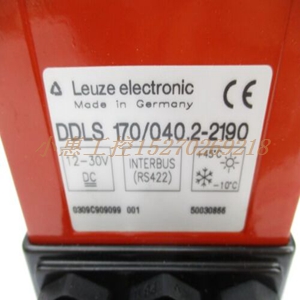 Leuze electronic
Made in Germany
CE
DDLS 170/040.2-2190
12-30V
DC
INTERBUS
(RS422)
+45°C
-10°C
0309C909099 001
50030866